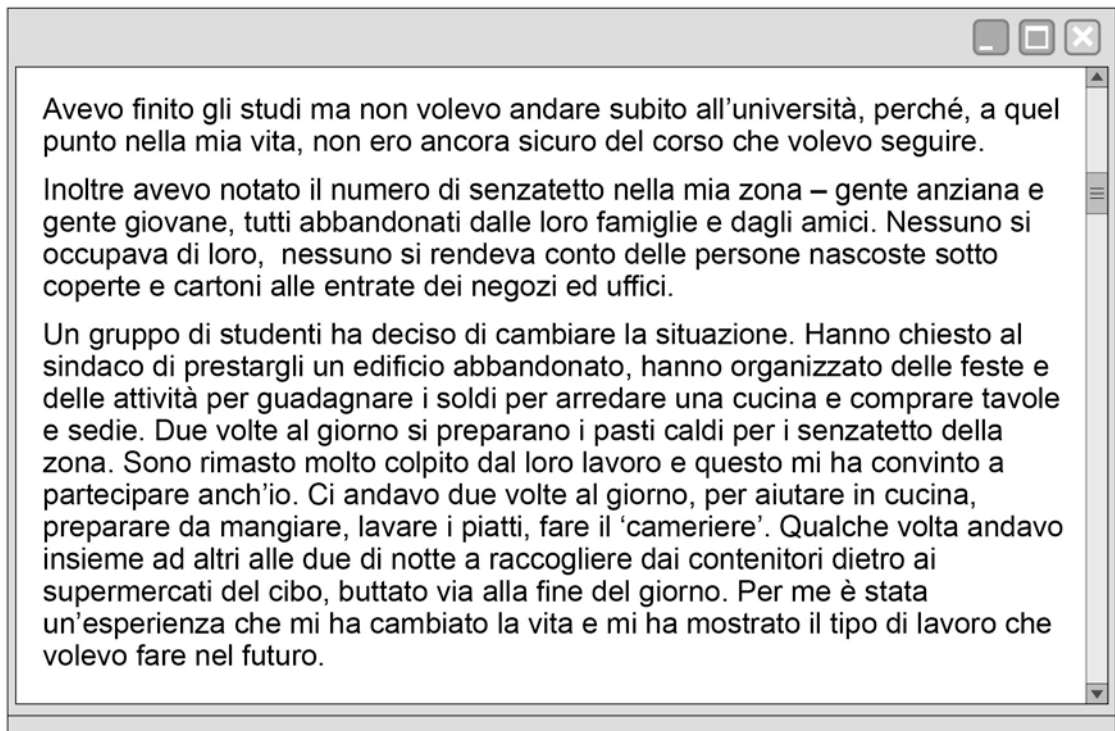 Avevo finito gli studi ma non volevo andare subito all’università, perché, a quel
punto nella mia vita, non ero ancora sicuro del corso che volevo seguire.
Inoltre avevo notato il numero di senzatetto nella mia zona – gente anziana e
gente giovane, tutti abbandonati dalle loro famiglie e dagli amici. Nessuno si
occupava di loro,  nessuno si rendeva conto delle persone nascoste sotto
coperte e cartoni alle entrate dei negozi ed uffici.
Un gruppo di studenti ha deciso di cambiare la situazione. Hanno chiesto al
sindaco di prestargli un edificio abbandonato, hanno organizzato delle feste e
delle attività per guadagnare i soldi per arredare una cucina e comprare tavole
e sedie. Due volte al giorno si preparano i pasti caldi per i senzatetto della
zona. Sono rimasto molto colpito dal loro lavoro e questo mi ha convinto a
partecipare anch’io. Ci andavo due volte al giorno, per aiutare in cucina,
preparare da mangiare, lavare i piatti, fare il ‘cameriere’. Qualche volta andavo
insieme ad altri alle due di notte a raccogliere dai contenitori dietro ai
supermercati del cibo, buttato via alla fine del giorno. Per me è stata
un’esperienza che mi ha cambiato la vita e mi ha mostrato il tipo di lavoro che
volevo fare nel futuro.